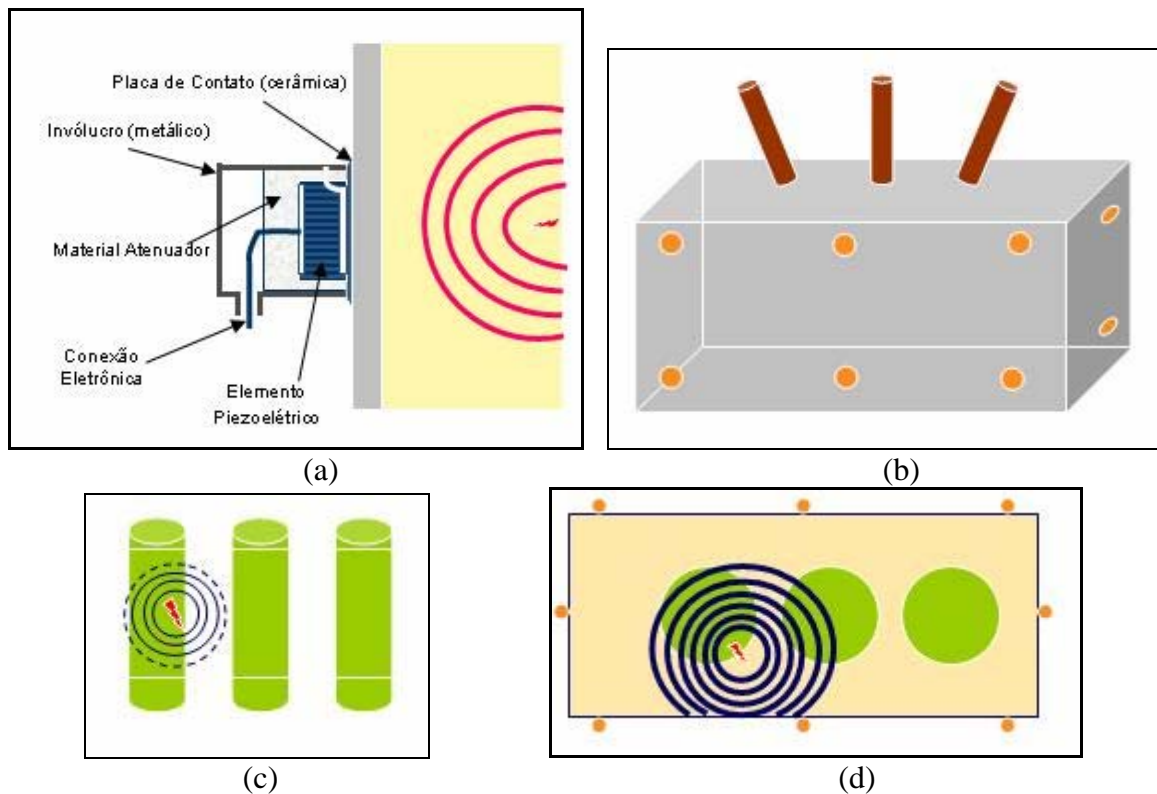 Placa de Contato (cerâmica)
Invólucro (metálico)
Material Atenuador
Conexão
Eletrônica
Elemento
Piezoelétrico
(a)
(b)
(c)
(d)